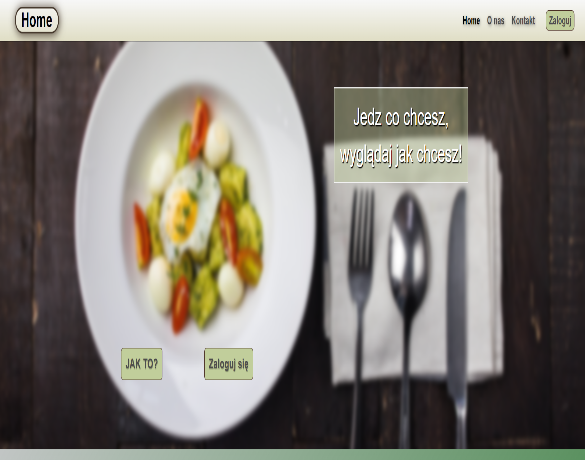 Home
Home O nas Kontakt Zaloguj
Jedz co chcesz,
wyglądaj jak chcesz!
JAK TO? Zaloguj się